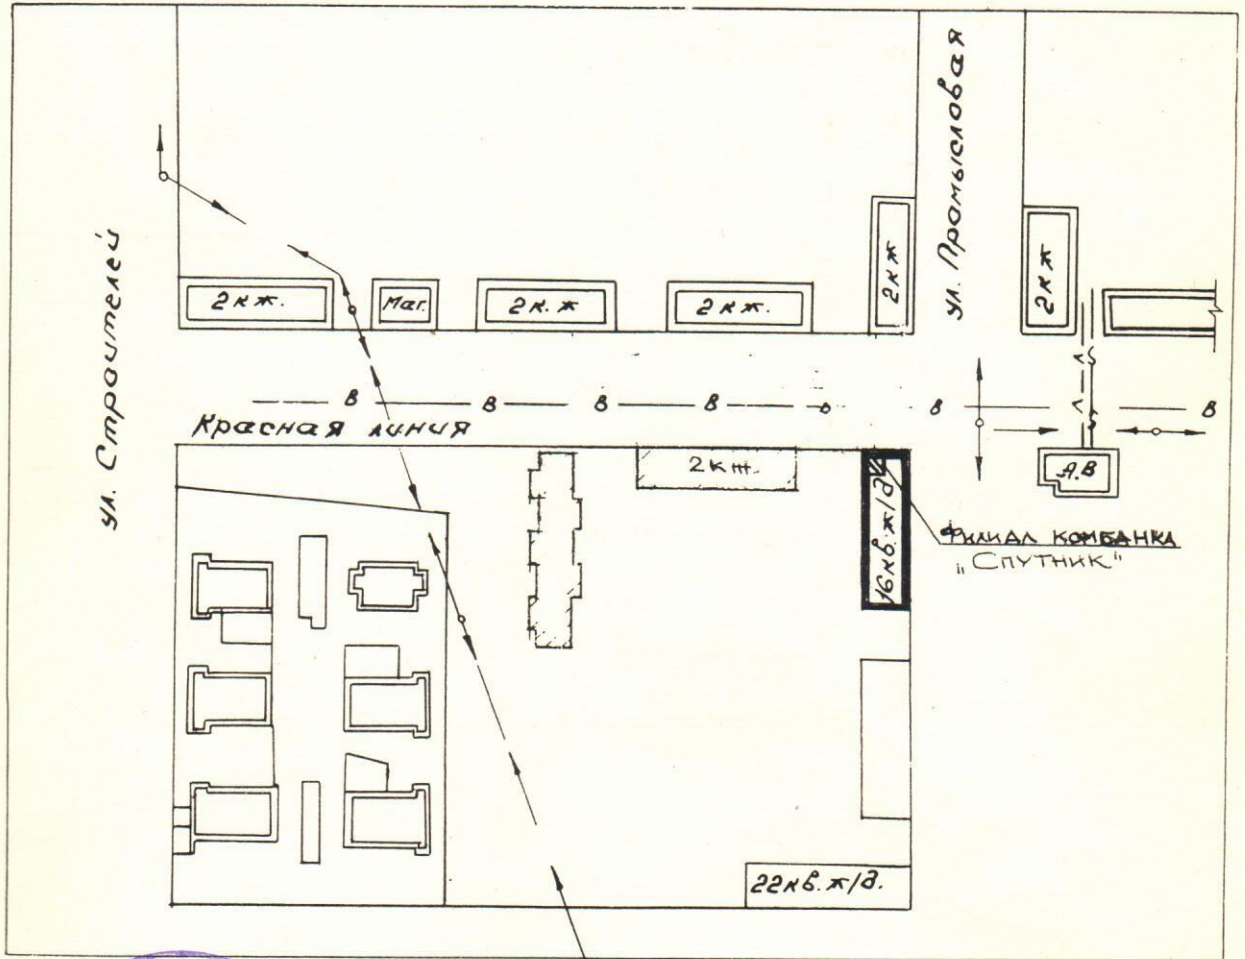 ул. Строителей
ул. Промысловая
2КЖ
2КЖ
2КЖ.
Маг.
2К.Ж
2КЖ.
В В В В В В В В
Красная линия
2КЖ.
16кв.ж/д
А.В
Филиал комбанка
"Спутник"
22кв.ж/д.